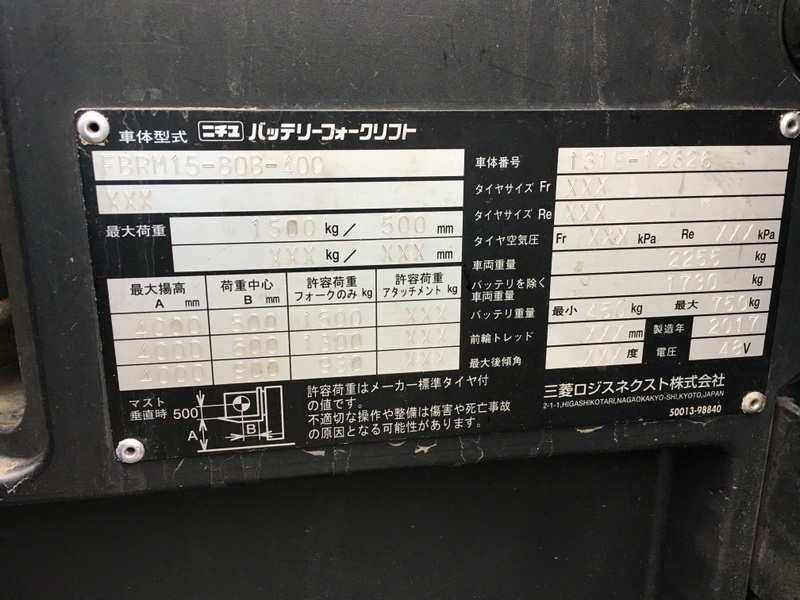 車体型式 ニチユ バッテリーフォークリフト
FBRM15-80B-400
XXX
最大荷重 1500 kg/ 500 mm
XXX kg/ XXX mm
最大揚高 A mm 荷重中心 B mm 許容荷重 フォークのみ kg 許容荷重 アタッチメント kg
4000 500 1500 XXX
4000 600 1300 XXX
4000 900 930 XXX
マスト垂直時 500 A B
許容荷重はメーカー標準タイヤ付
の値です。
不適切な操作や整備は傷害や死亡事故
の原因となる可能性があります。
車体番号 131E-12626
タイヤサイズ Fr XXX
タイヤサイズ Re XXX
タイヤ空気圧 Fr XXX kPa Re XXX kPa
車両重量 2255 kg
バッテリを除く車両重量 1730 kg
バッテリ重量 最小 450 kg 最大 750 kg
前輪トレッド XXX mm 製造年 2017
最大後傾角 XXX 度 電圧 48 V
三菱ロジスネクスト株式会社
2-1-1,HIGASHIKOTARI,NAGAOKAKYO-SHI,KYOTO,JAPAN
50013-98840